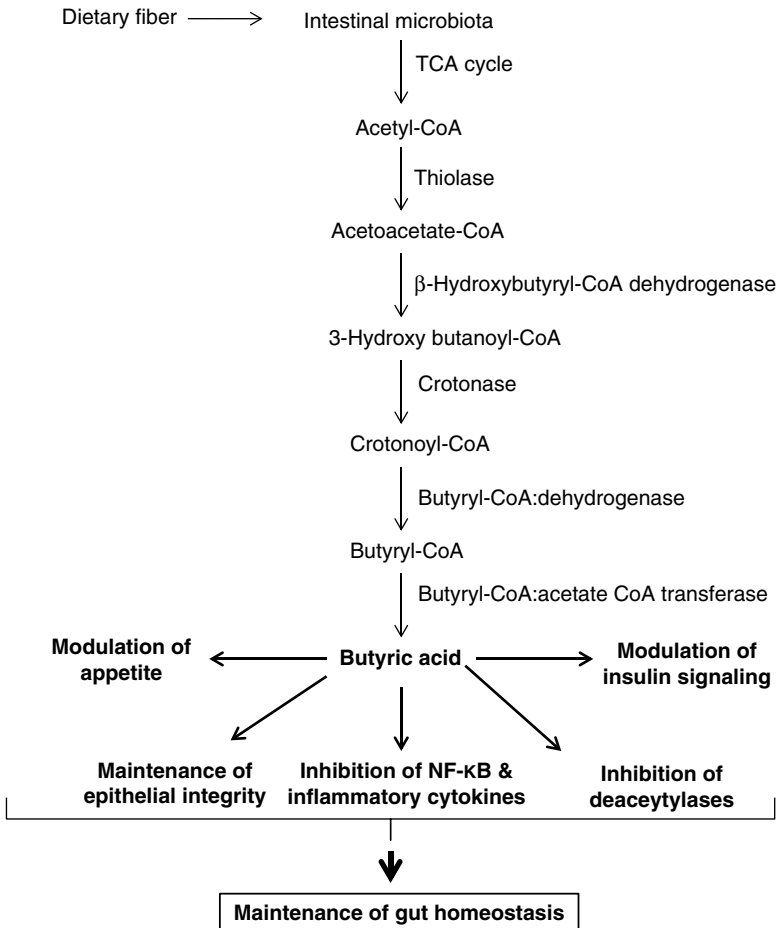 Dietary fiber
Intestinal microbiota
TCA cycle
Acetyl-CoA
Thiolase
Acetoacetate-CoA
β-Hydroxybutyryl-CoA dehydrogenase
3-Hydroxy butanoyl-CoA
Crotonase
Crotonoyl-CoA
Butyryl-CoA:dehydrogenase
Butyryl-CoA
Butyryl-CoA:acetate CoA transferase
Modulation of
appetite
Butyric acid
Modulation of
insulin signaling
Maintenance of
epithelial integrity
Inhibition of NF-κB &
inflammatory cytokines
Inhibition of
deaceytylases
Maintenance of gut homeostasis